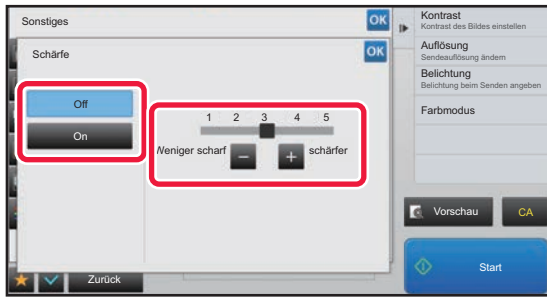 Sonstiges
OK
Schärfe
OK
Off
On
1 2 3 4 5
Weniger scharf
−
+
schärfer
Zurück
Kontrast
Kontrast des Bildes einstellen
Auflösung
Sendeauflösung ändern
Belichtung
Belichtung beim Senden angeben
Farbmodus
Vorschau
CA
Start